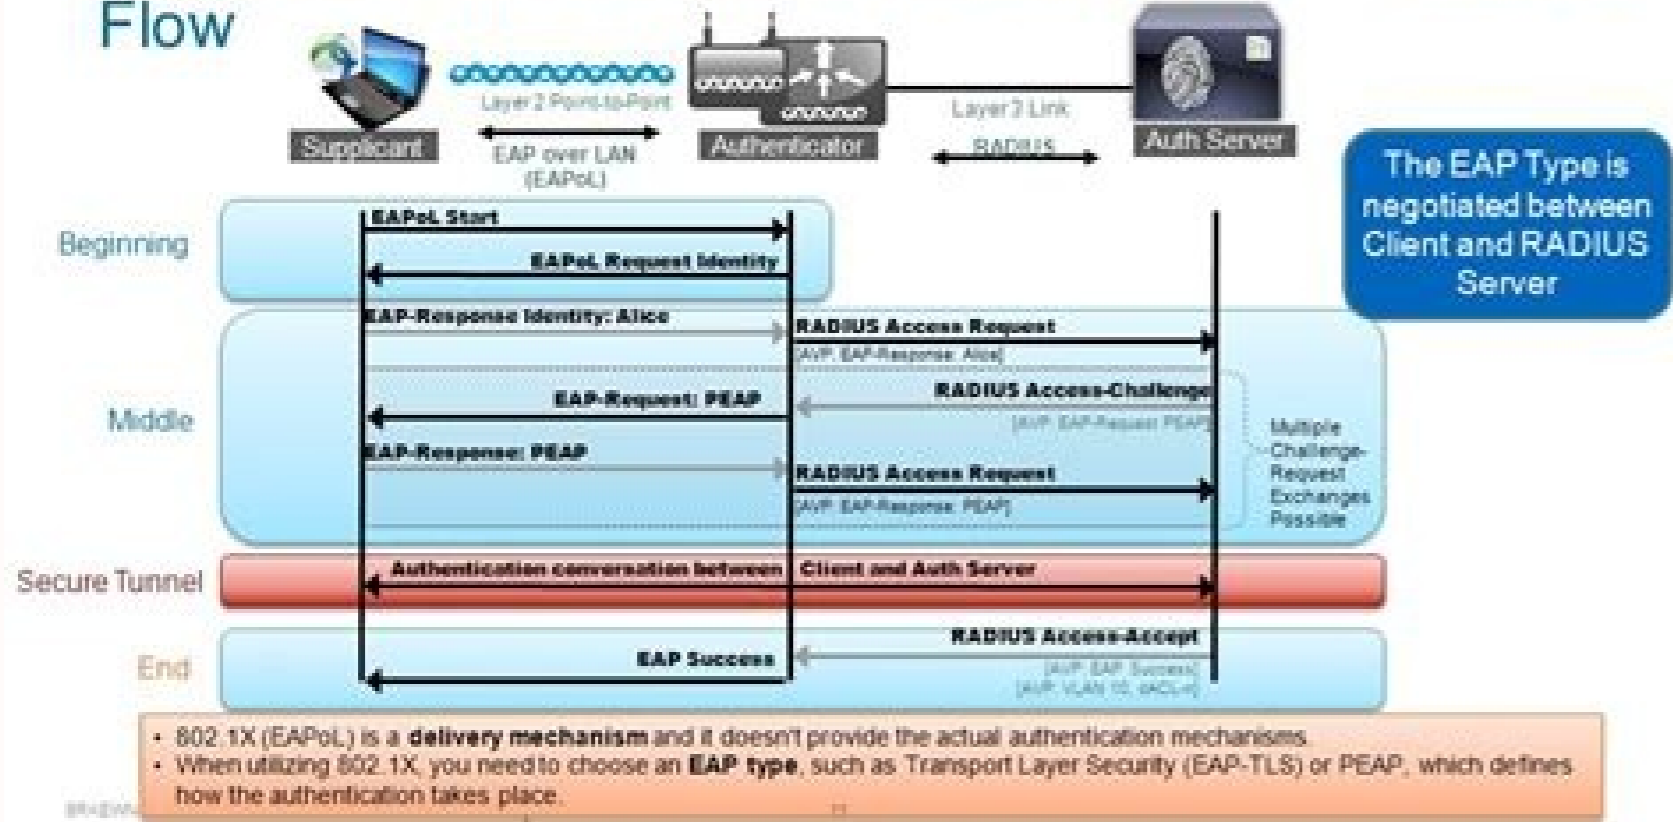 Flow
Layer 2 Point-to-Point
Layer 3 Link
Supplicant
EAP over LAN
(EAPoL)
Authenticator
RADIUS
Auth Server
The EAP Type is
negotiated between
Client and RADIUS
Server
Beginning
EAPoL Start
EAPoL Request Identity
Middle
EAP-Response Identity: Alice
RADIUS Access Request
[AVP: EAP-Response: Alice]
EAP-Request: PEAP
RADIUS Access-Challenge
[AVP: EAP-Request PEAP]
EAP-Response: PEAP
RADIUS Access Request
[AVP: EAP-Response: PEAP]
Multiple
Challenge-
Request
Exchanges
Possible
Secure Tunnel
Authentication conversation between Client and Auth Server
End
EAP Success
RADIUS Access-Accept
[AVP: EAP Success]
[AVP: VLAN 10, dACL-n]
• 802.1X (EAPoL) is a delivery mechanism and it doesn't provide the actual authentication mechanisms.
• When utilizing 802.1X, you need to choose an EAP type, such as Transport Layer Security (EAP-TLS) or PEAP, which defines
how the authentication takes place.